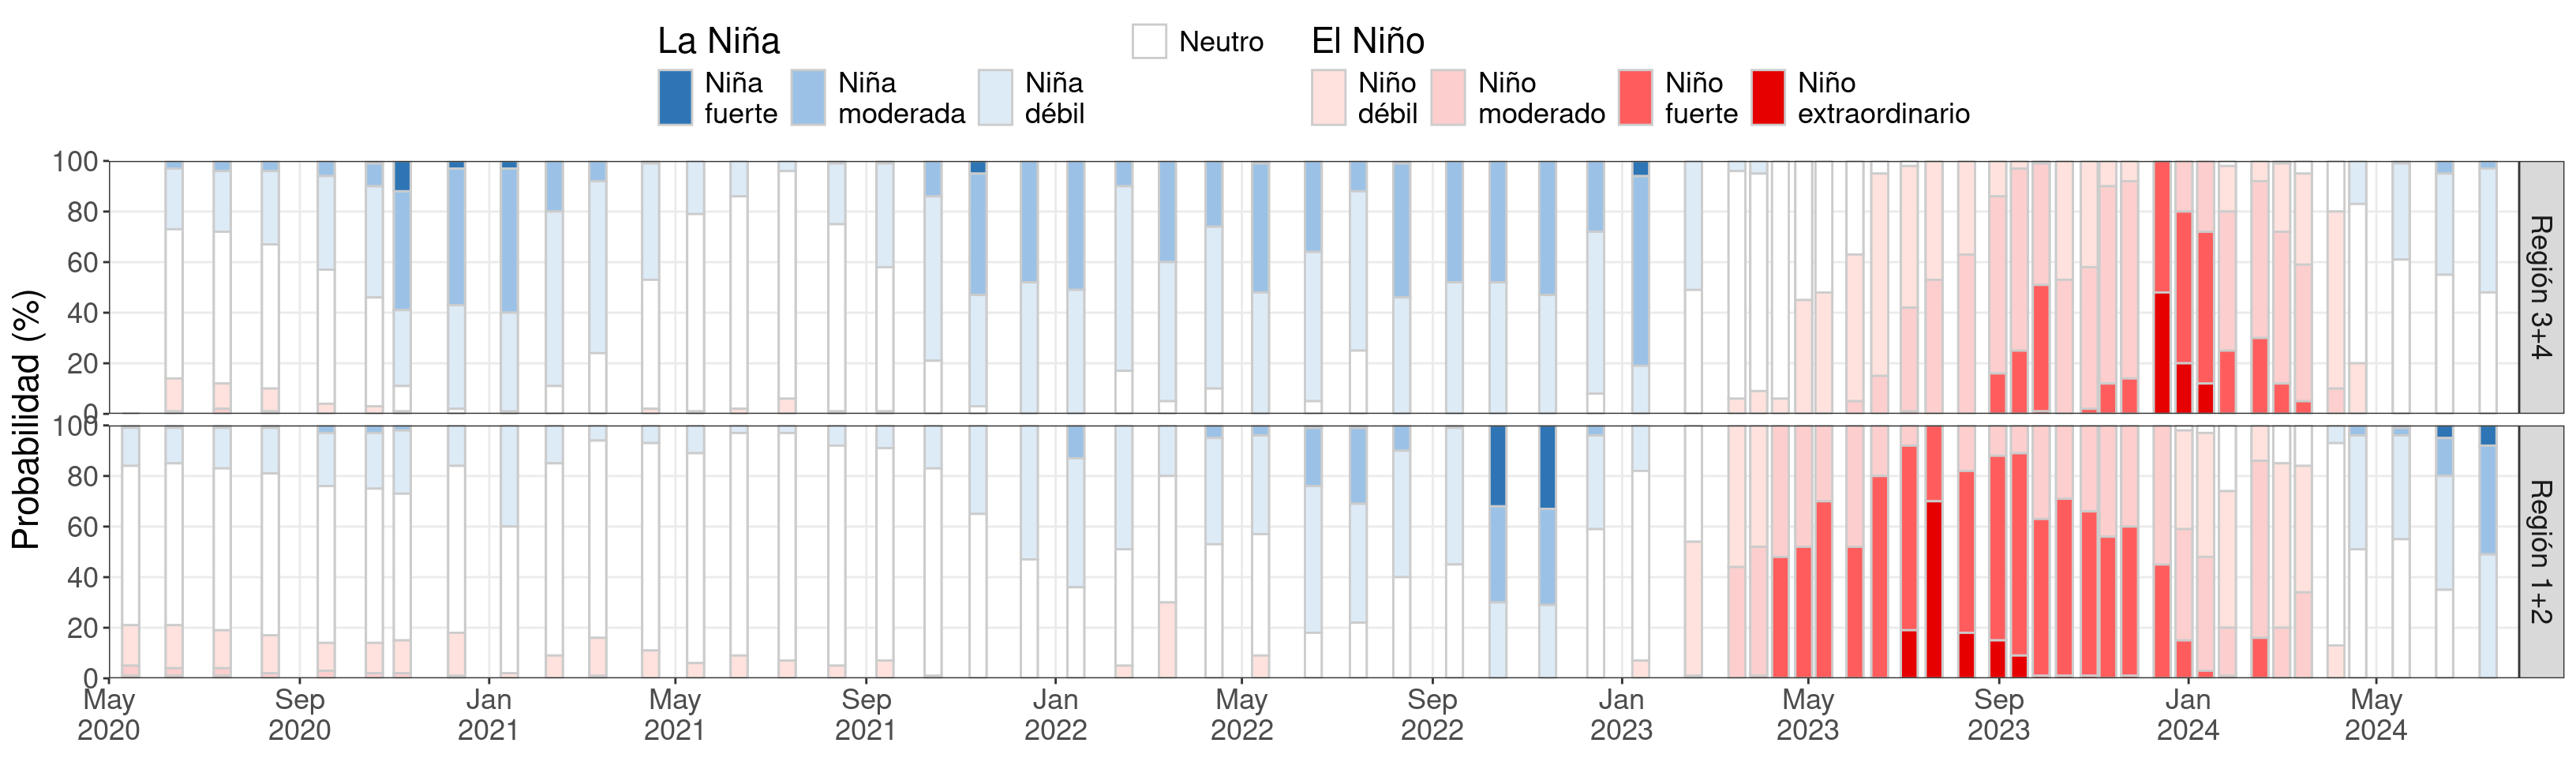 La Niña
Neutro
El Niño
Niña fuerte
Niña moderada
Niña débil
Niño débil
Niño moderado
Niño fuerte
Niño extraordinario
Probabilidad (%)
100
80
60
40
20
0
Región 3+4
100
80
60
40
20
0
Región 1+2
May 2020
Sep 2020
Jan 2021
May 2021
Sep 2021
Jan 2022
May 2022
Sep 2022
Jan 2023
May 2023
Sep 2023
Jan 2024
May 2024